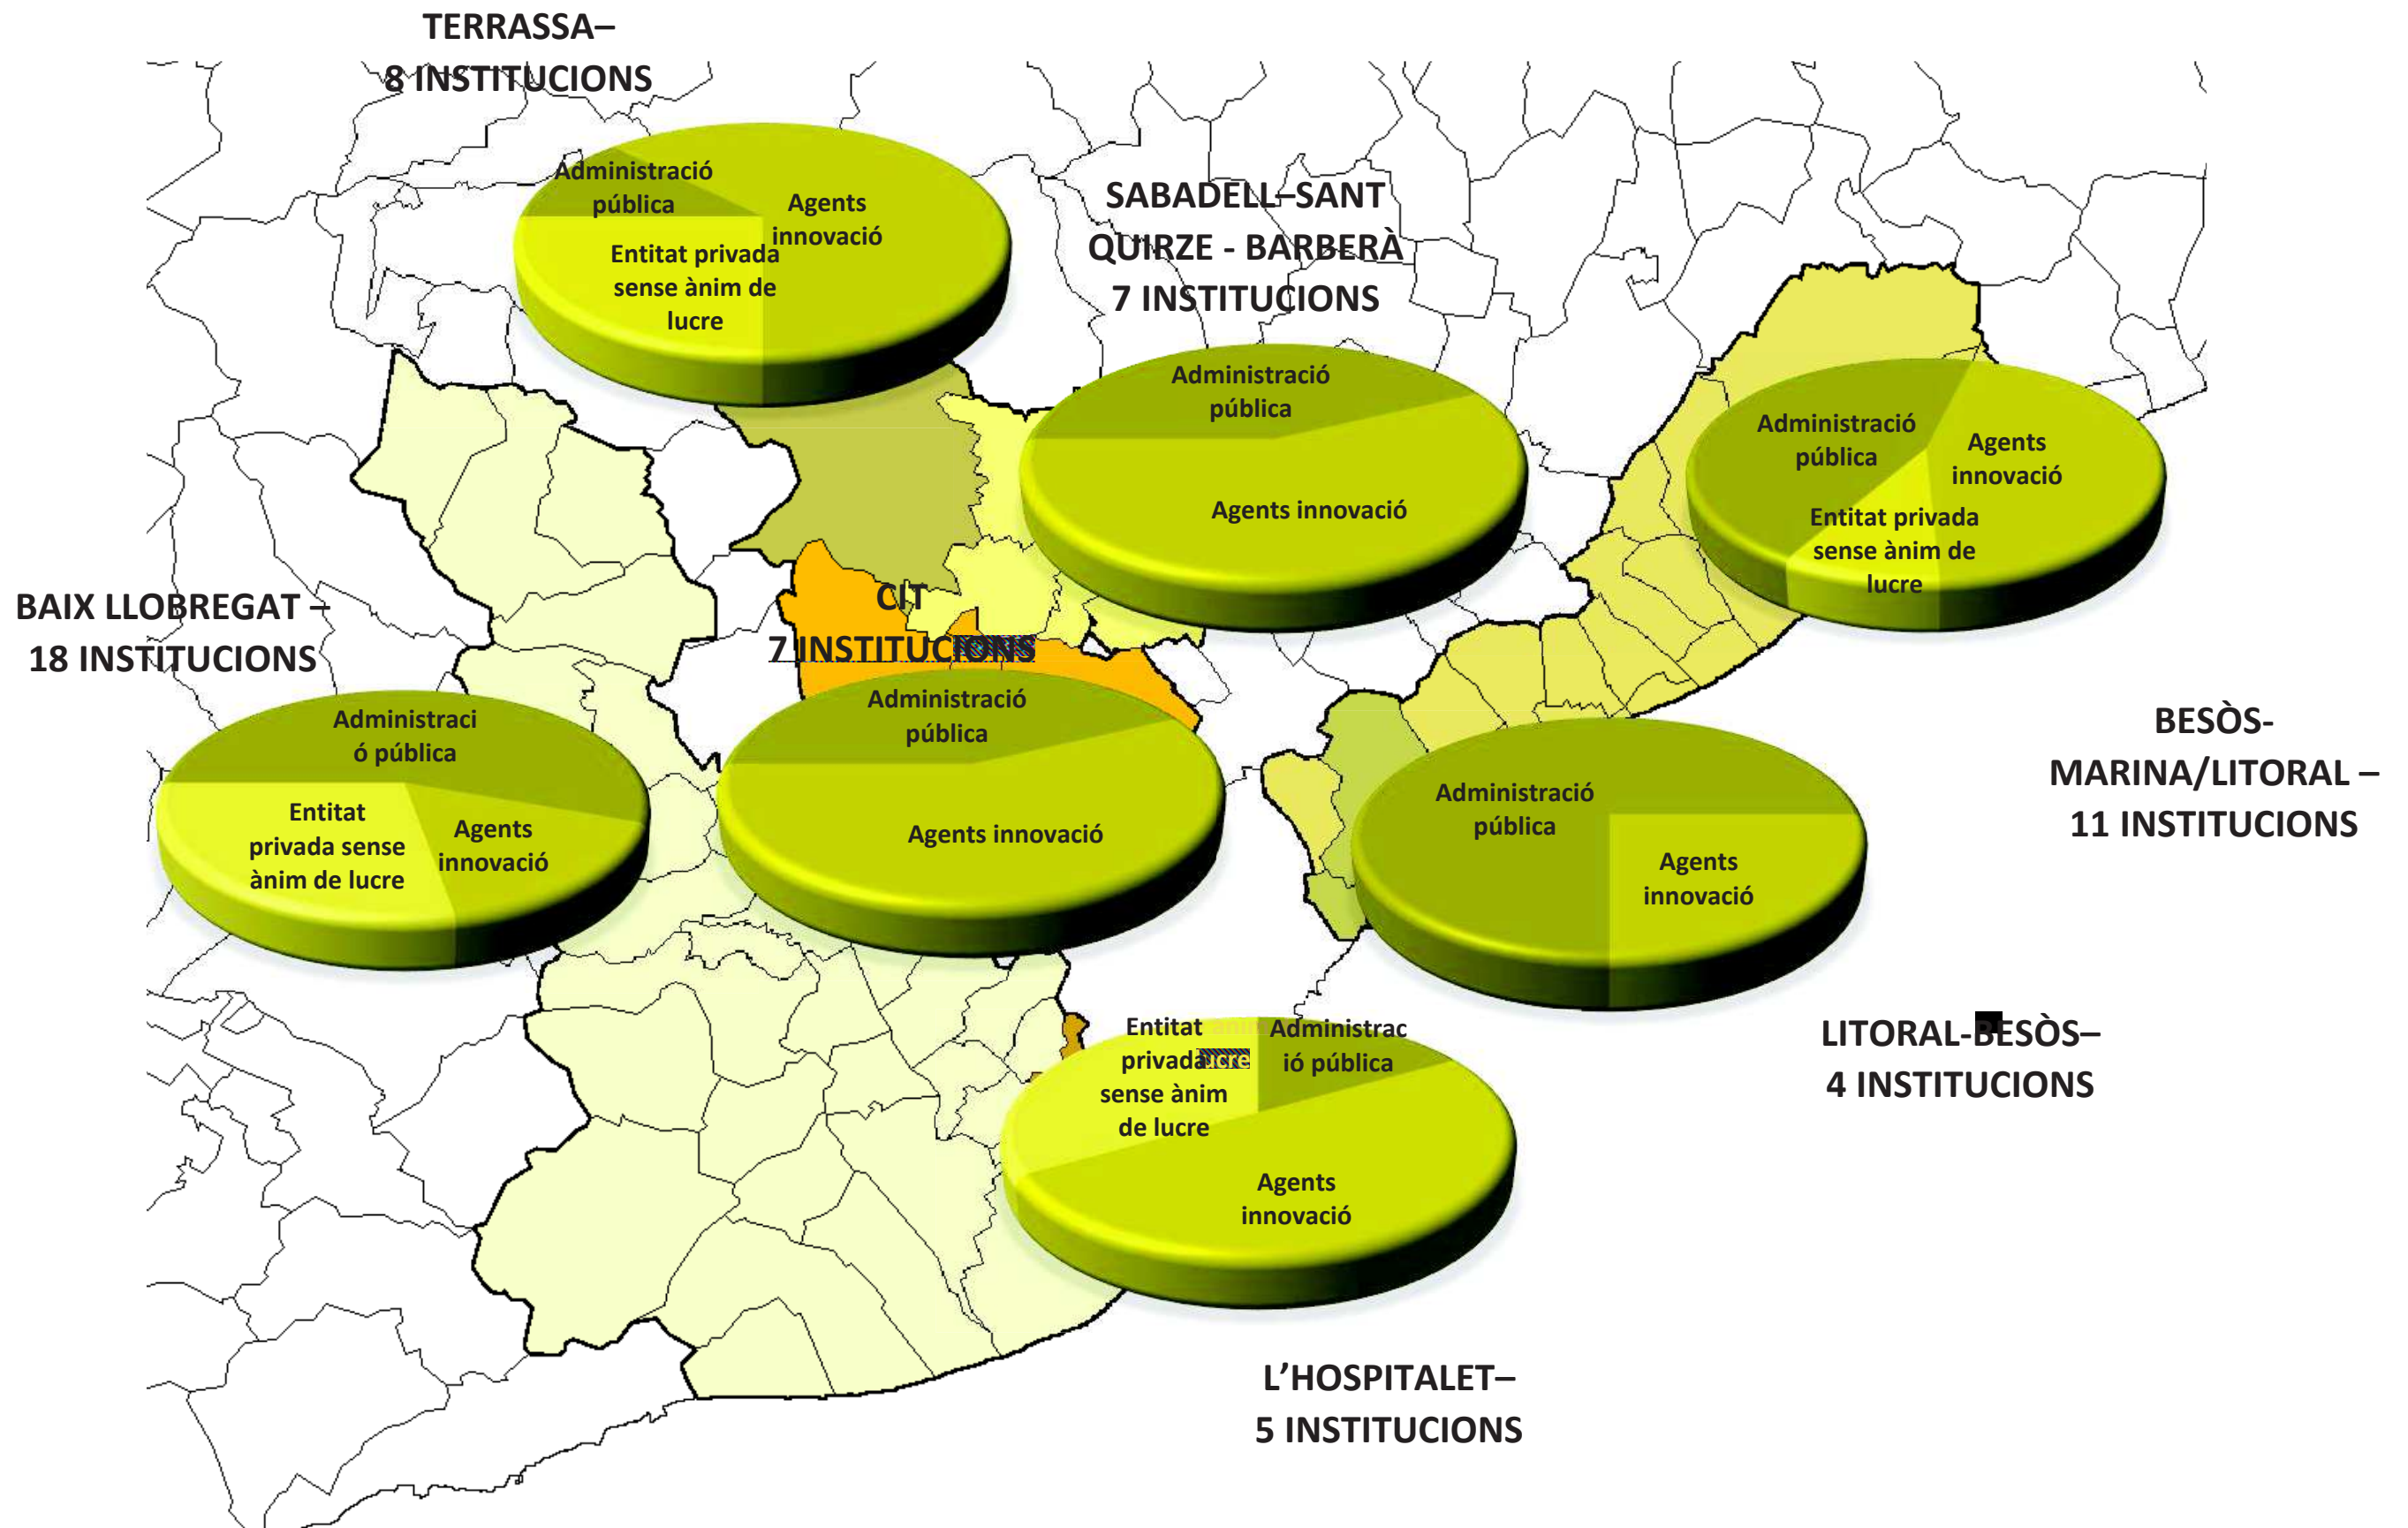 TERRASSA–
8 INSTITUCIONS
Administració
pública
Agents
innovació
Entitat privada
sense ànim de
lucre
SABADELL–SANT
QUIRZE - BARBERÀ
7 INSTITUCIONS
Administració
pública
Agents innovació
Administració
pública
Agents
innovació
Entitat privada
sense ànim de
lucre
BAIX LLOBREGAT –
18 INSTITUCIONS
Administraci
ó pública
Entitat
privada sense
ànim de lucre
Agents
innovació
CIT
7 INSTITUCIONS
Administració
pública
Agents innovació
BESÒS-
MARINA/LITORAL –
11 INSTITUCIONS
Administració
pública
Agents
innovació
LITORAL-BESÒS–
4 INSTITUCIONS
Entitat
privada
sense ànim
de lucre
Administrac
ió pública
Agents
innovació
L’HOSPITALET–
5 INSTITUCIONS